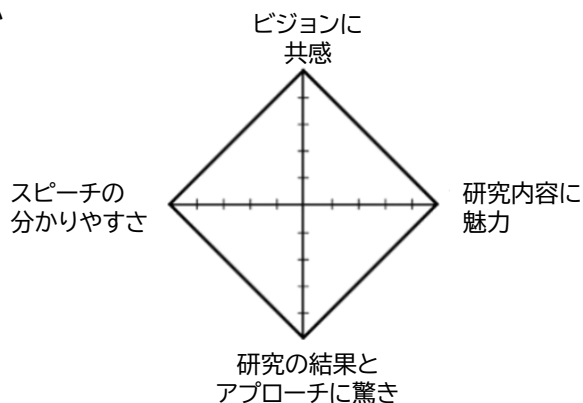 ビジョンに
共感
スピーチの
分かりやすさ
研究内容に
魅力
研究の結果と
アプローチに驚き